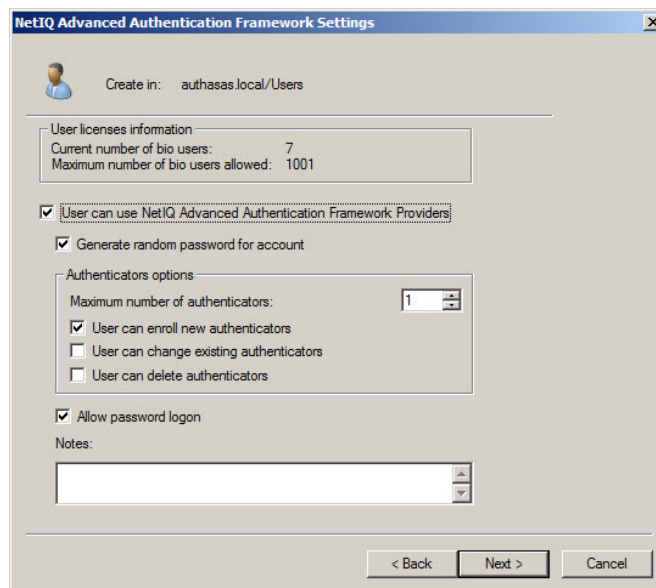 NetIQ Advanced Authentication Framework Settings
Create in: authasas.local/Users
User licenses information
Current number of bio users: 7
Maximum number of bio users allowed: 1001
User can use NetIQ Advanced Authentication Framework Providers
Generate random password for account
Authenticators options
Maximum number of authenticators: 1
User can enroll new authenticators
User can change existing authenticators
User can delete authenticators
Allow password logon
Notes:
< Back Next > Cancel